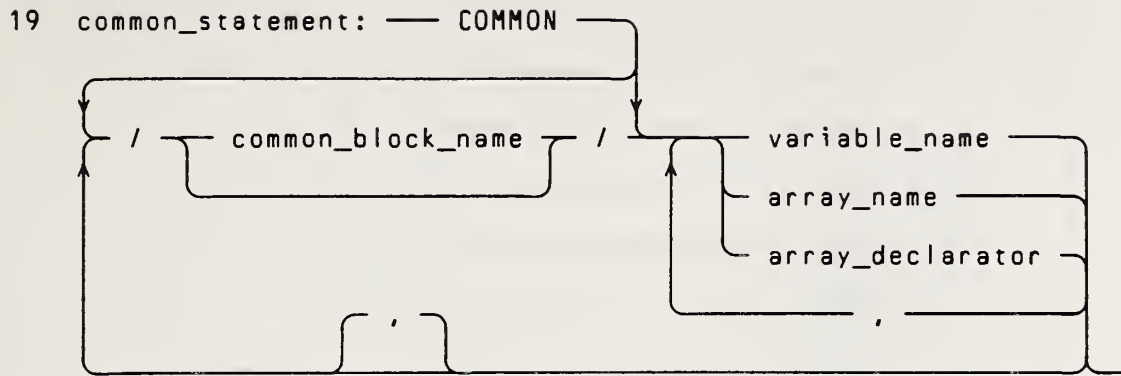 19 common_statement: COMMON
/ common_block_name / variable_name
array_name
array_declarator
,
,